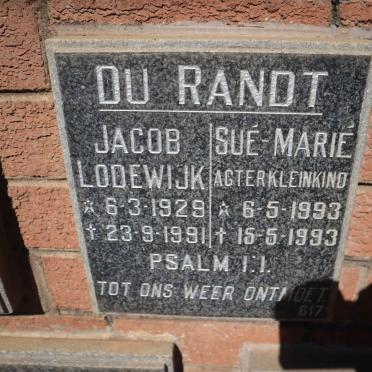 DU RANDT
JACOB LODEWIJK
* 6·3·1929
† 23·9·1991
SUÉ-MARIÉ
AGTERKLEINKIND
* 6·5·1993
† 15·5·1993
PSALM 1:1.
TOT ONS WEER ONTMOET.
617